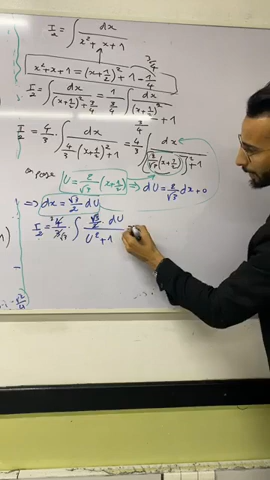 I/2 = ∫ dx / (x² + x + 1)
x² + x + 1 = (x + 1/2)² + 1 - 1/4
3/4
I/2 = ∫ dx / ((x + 1/2)² + 3/4) = 1 / (3/4) ∫ dx / ((x + 1/2)² / (3/4) + 1)
I/2 = 4/3 · ∫ dx / (4/3 (x + 1/2)² + 1) = 4/3 ∫ dx / ([2/√3 (x + 1/2)]² + 1)
on pose U = 2/√3 (x + 1/2) ⇒ dU = 2/√3 dx + 0
⇒ dx = √3/2 dU
∫ (√3/2 · dU) / (U² + 1)